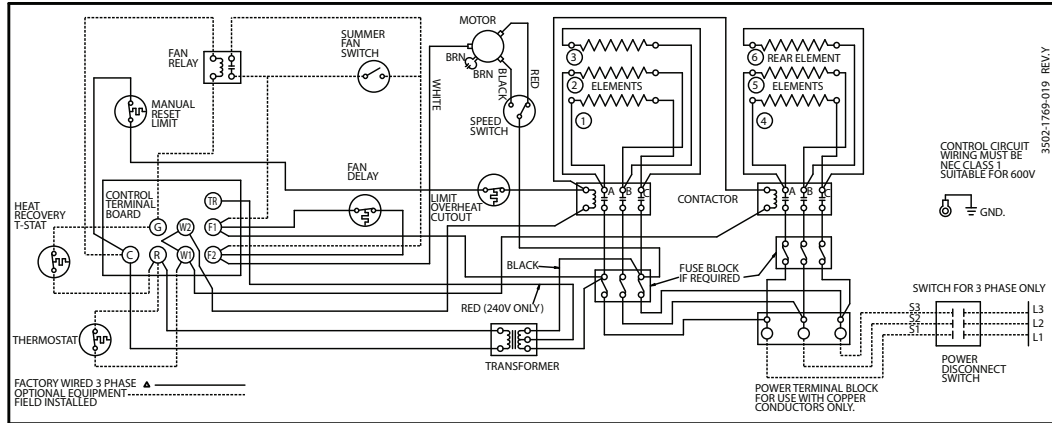 MOTOR
SUMMER
FAN
SWITCH
FAN
RELAY
BRN
BRN
BLACK
RED
WHITE
SPEED
SWITCH
MANUAL
RESET
LIMIT
3
2
ELEMENTS
1
6
REAR ELEMENT
5
ELEMENTS
4
3502-1769-019 REV.Y
CONTROL CIRCUIT
WIRING MUST BE
NEC CLASS 1
SUITABLE FOR 600V
GND.
FAN
DELAY
LIMIT
OVERHEAT
CUTOUT
A
B
C
CONTACTOR
A
B
C
HEAT
RECOVERY
T-STAT
CONTROL
TERMINAL
BOARD
TR
G
W2
F1
C
R
W1
F2
BLACK
FUSE BLOCK
IF REQUIRED
RED (240V ONLY)
SWITCH FOR 3 PHASE ONLY
S3
S2
S1
L3
L2
L1
THERMOSTAT
TRANSFORMER
POWER
DISCONNECT
SWITCH
POWER TERMINAL BLOCK
FOR USE WITH COPPER
CONDUCTORS ONLY.
FACTORY WIRED 3 PHASE Δ
OPTIONAL EQUIPMENT
FIELD INSTALLED